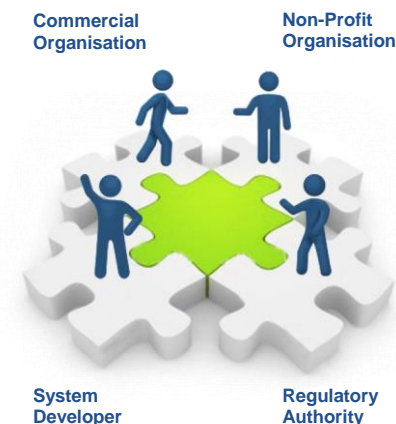 Commercial
Organisation
Non-Profit
Organisation
System
Developer
Regulatory
Authority